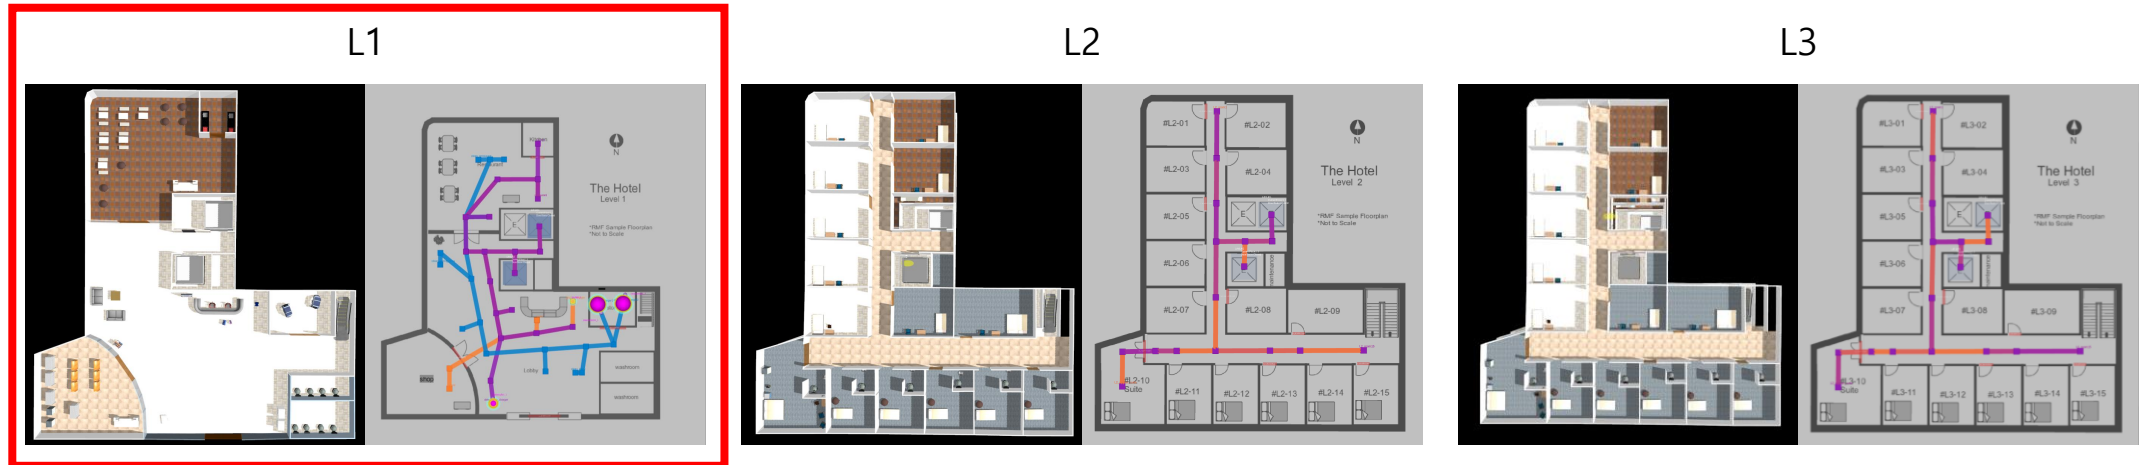 L1
Kitchen
Restaurant
N
The Hotel
Level 1
E
*RMF Sample Floorplan
*Not to Scale
shop
Lobby
washroom
washroom
L2
#L2-01
#L2-02
#L2-03
#L2-04
#L2-05
#L2-06
#L2-07
#L2-08
#L2-09
#L2-10
Suite
#L2-11
#L2-12
#L2-13
#L2-14
#L2-15
E
N
The Hotel
Level 2
*RMF Sample Floorplan
*Not to Scale
L3
#L3-01
#L3-02
#L3-03
#L3-04
#L3-05
#L3-06
#L3-07
#L3-08
#L3-09
#L3-10
Suite
#L3-11
#L3-12
#L3-13
#L3-14
#L3-15
E
N
The Hotel
Level 3
*RMF Sample Floorplan
*Not to Scale